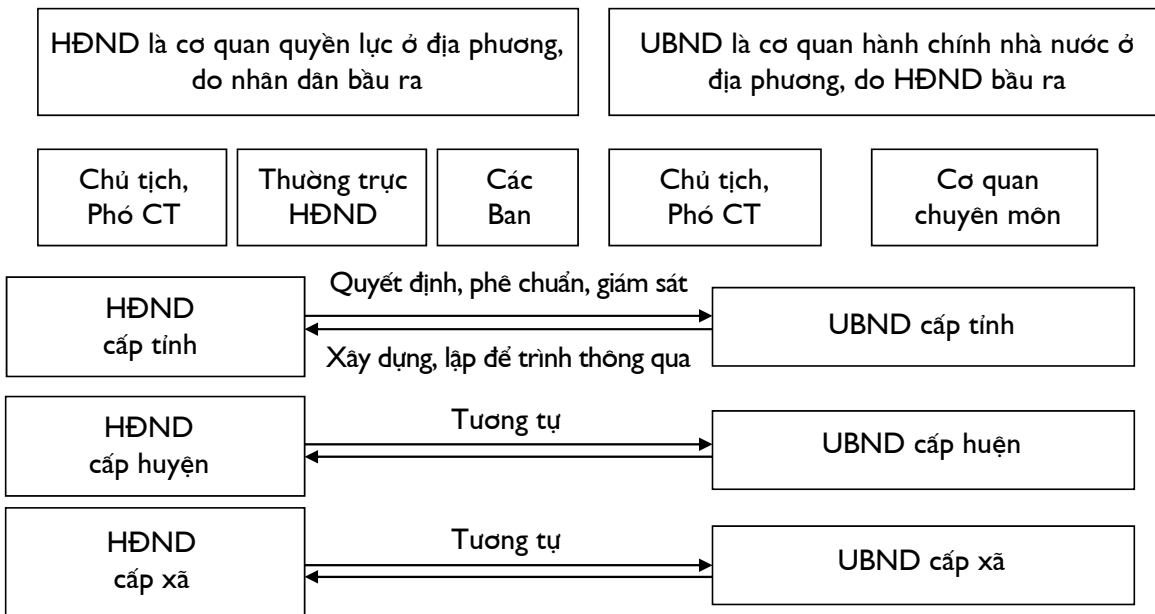 HĐND là cơ quan quyền lực ở địa phương,
do nhân dân bầu ra
UBND là cơ quan hành chính nhà nước ở
địa phương, do HĐND bầu ra
Chủ tịch,
Phó CT
Thường trực
HĐND
Các
Ban
Chủ tịch,
Phó CT
Cơ quan
chuyên môn
HĐND
cấp tỉnh
Quyết định, phê chuẩn, giám sát
Xây dựng, lập để trình thông qua
UBND cấp tỉnh
HĐND
cấp huyện
Tương tự
UBND cấp huện
HĐND
cấp xã
Tương tự
UBND cấp xã